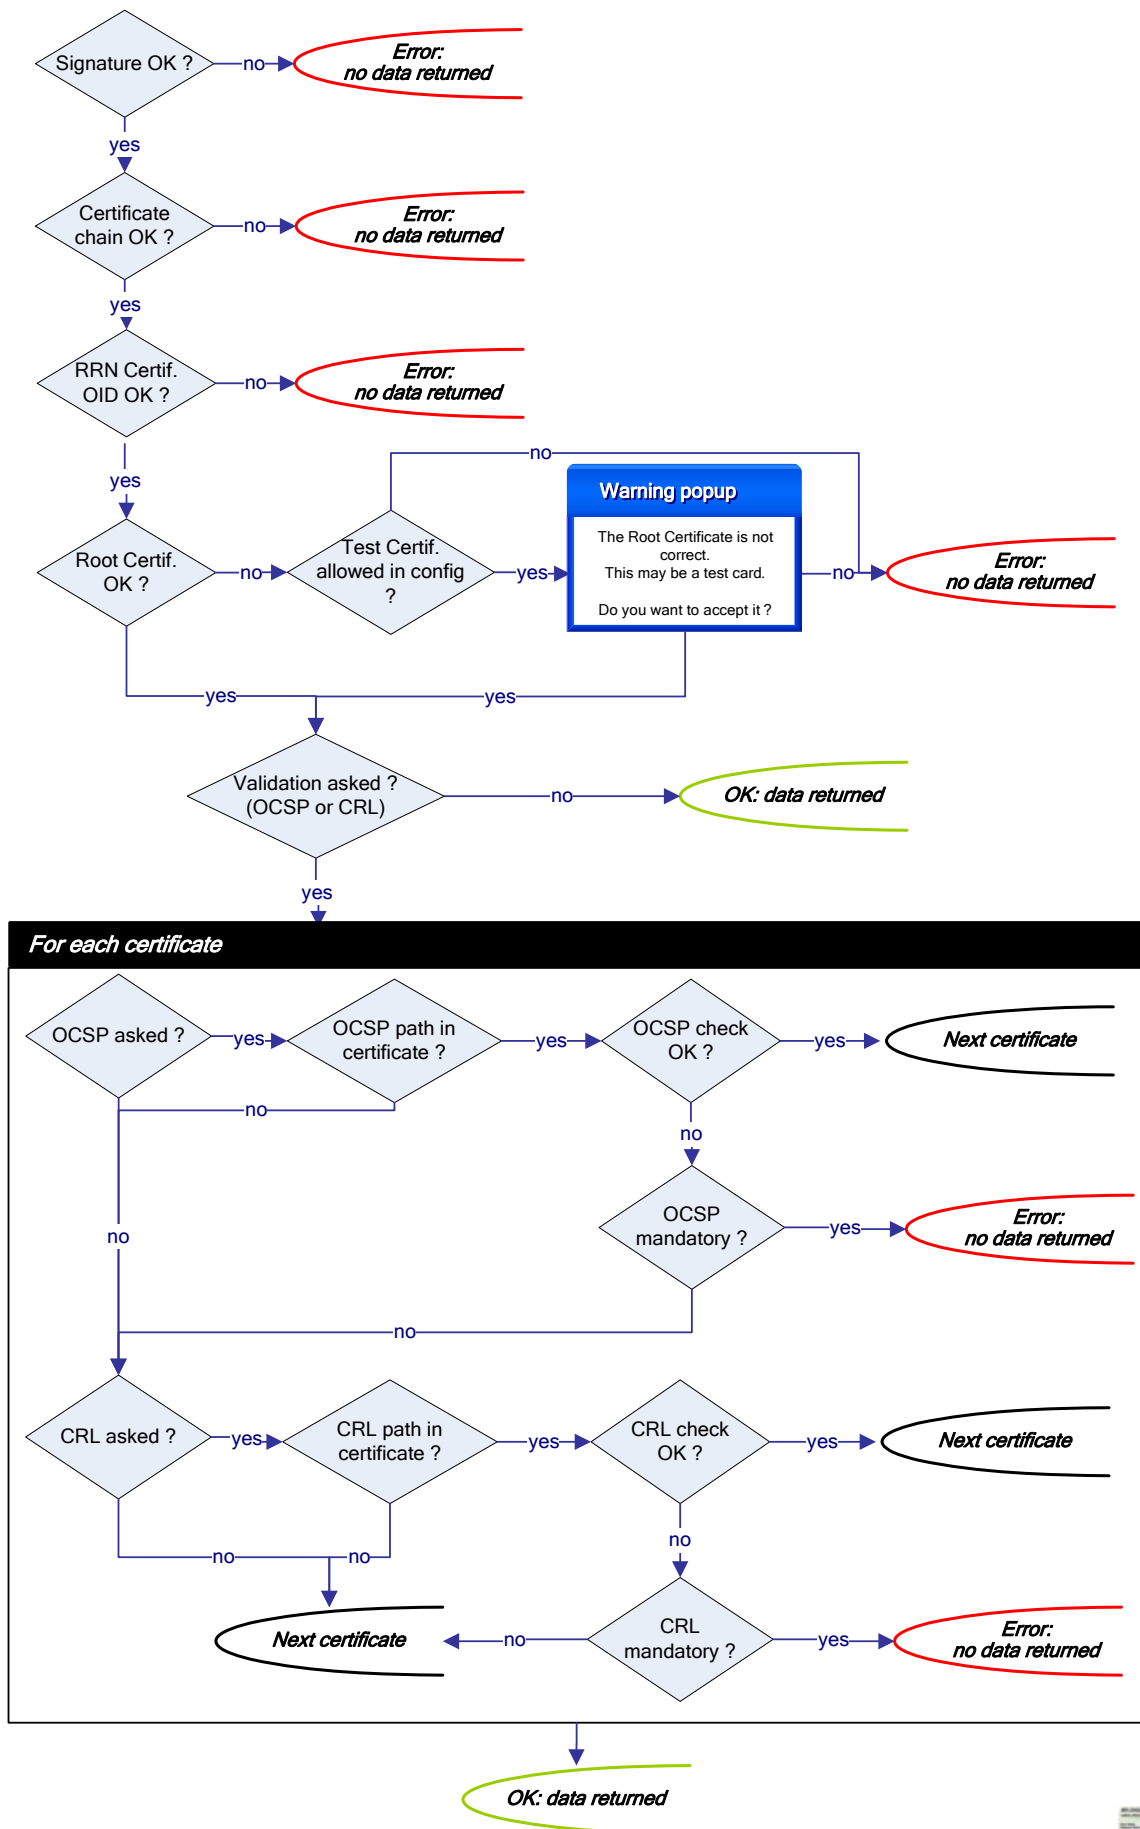 Signature OK ?
no
Error:
no data returned
yes
Certificate
chain OK ?
no
Error:
no data returned
yes
RRN Certif.
OID OK ?
no
Error:
no data returned
yes
no
Warning popup
The Root Certificate is not
correct.
This may be a test card.
Do you want to accept it ?
Root Certif.
OK ?
no
Test Certif.
allowed in config
?
yes
no
Error:
no data returned
yes
yes
Validation asked ?
(OCSP or CRL)
no
OK: data returned
yes
For each certificate
OCSP asked ?
yes
OCSP path in
certificate ?
yes
OCSP check
OK ?
yes
Next certificate
no
no
OCSP
mandatory ?
yes
Error:
no data returned
no
no
CRL asked ?
yes
CRL path in
certificate ?
yes
CRL check
OK ?
yes
Next certificate
no
no
no
Next certificate
no
CRL
mandatory ?
yes
Error:
no data returned
OK: data returned